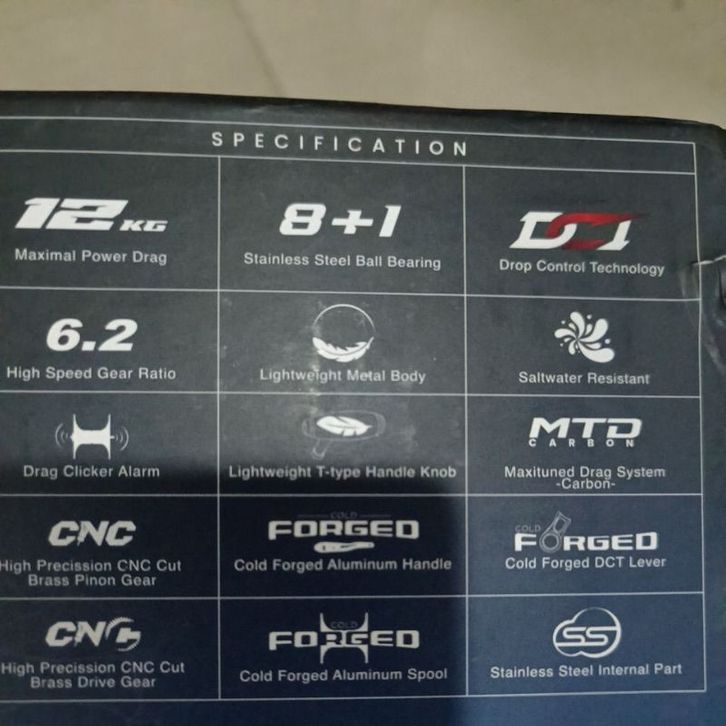 SPECIFICATION
12 KG
Maximal Power Drag
8+1
Stainless Steel Ball Bearing
DCT
Drop Control Technology
6.2
High Speed Gear Ratio
Lightweight Metal Body
Saltwater Resistant
Drag Clicker Alarm
Lightweight T-type Handle Knob
MTD
CARBON
Maxituned Drag System
-Carbon-
CNC
High Precission CNC Cut
Brass Pinon Gear
COLD
FORGED
Cold Forged Aluminum Handle
COLD
FORGED
Cold Forged DCT Lever
CNC
High Precission CNC Cut
Brass Drive Gear
COLD
FORGED
Cold Forged Aluminum Spool
SS
Stainless Steel Internal Part